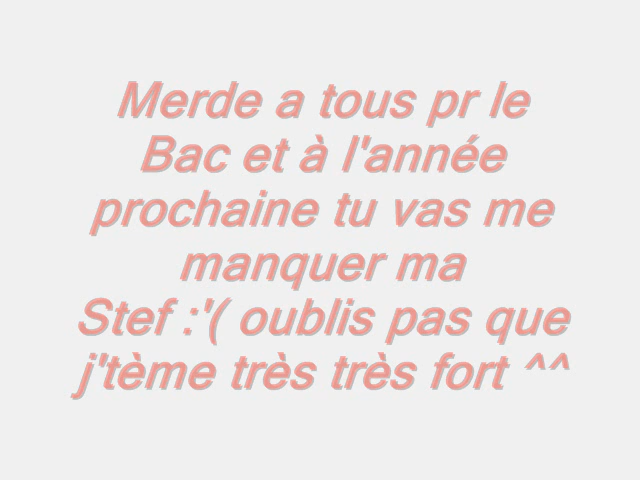 Merde a tous pr le
Bac et à l'année
prochaine tu vas me
manquer ma
Stef :'( oublis pas que
j'tème très très fort ^^